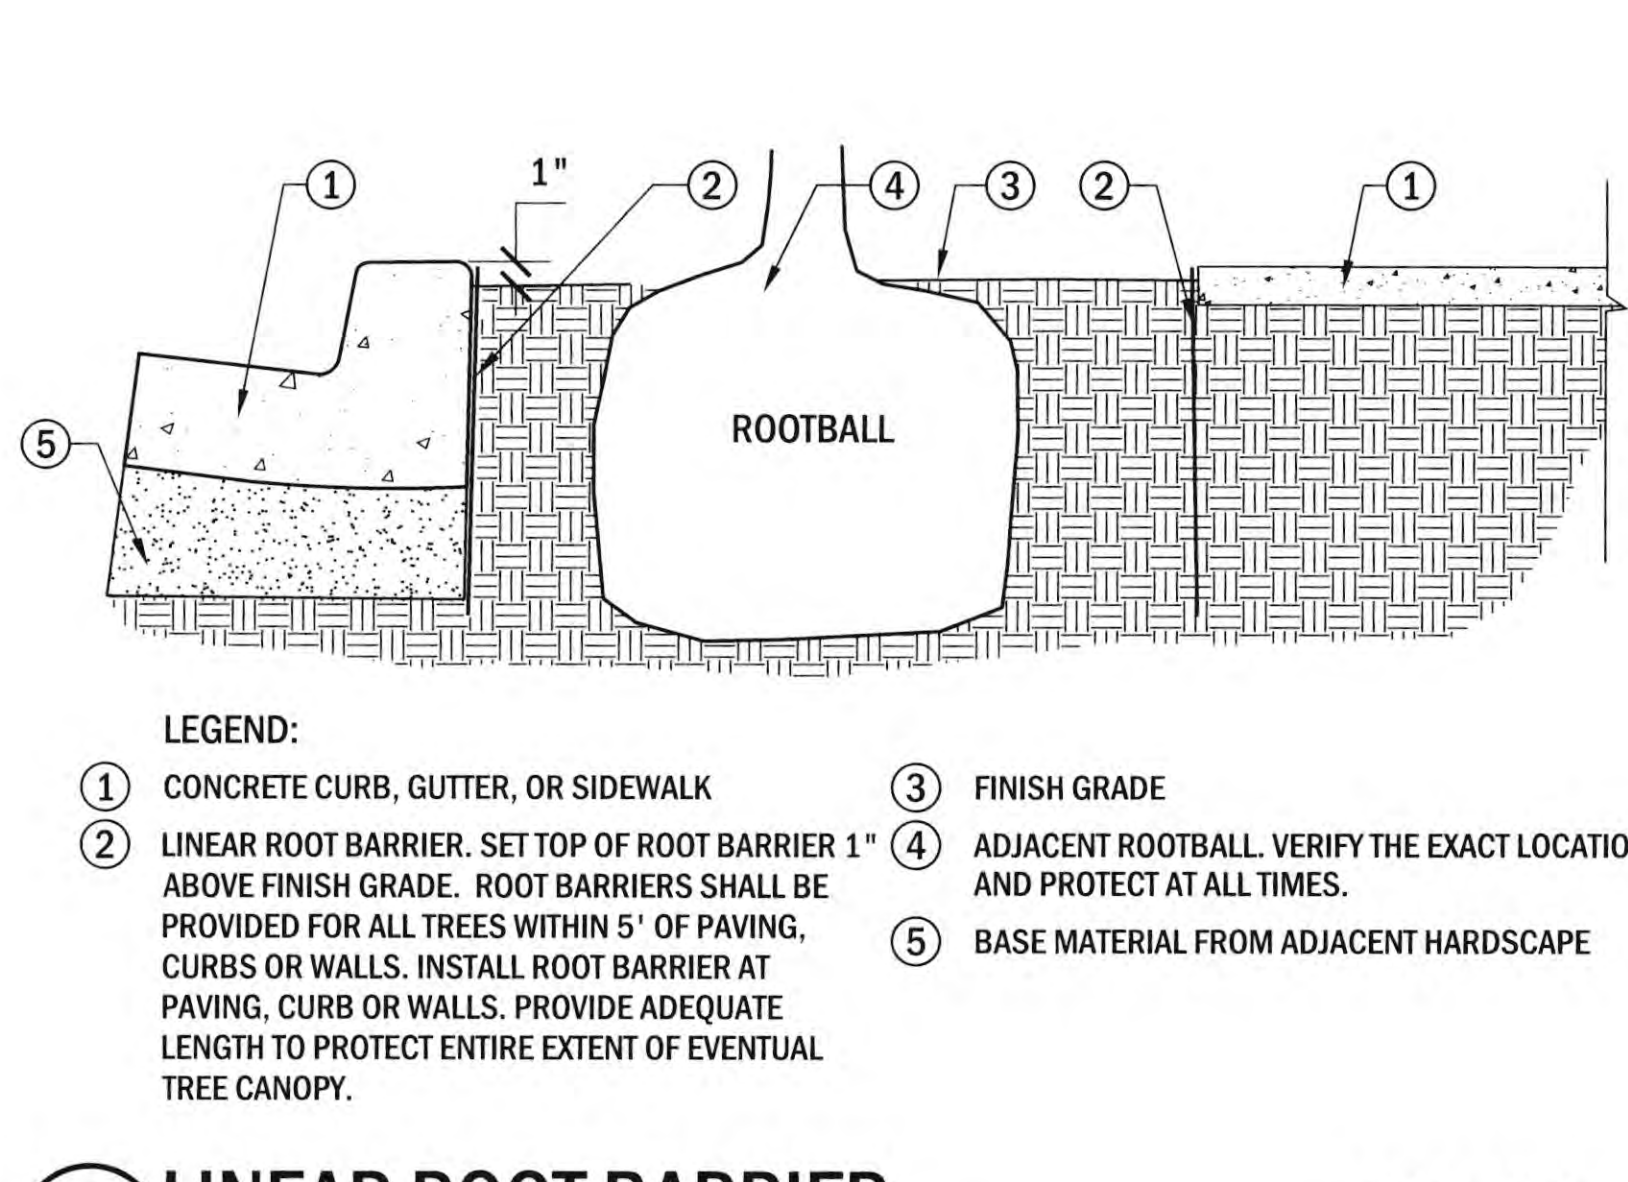 1
1"
2
4
3
2
1
5
ROOTBALL
LEGEND:
1 CONCRETE CURB, GUTTER, OR SIDEWALK
2 LINEAR ROOT BARRIER. SET TOP OF ROOT BARRIER 1"
ABOVE FINISH GRADE. ROOT BARRIERS SHALL BE
PROVIDED FOR ALL TREES WITHIN 5' OF PAVING,
CURBS OR WALLS. INSTALL ROOT BARRIER AT
PAVING, CURB OR WALLS. PROVIDE ADEQUATE
LENGTH TO PROTECT ENTIRE EXTENT OF EVENTUAL
TREE CANOPY.
3 FINISH GRADE
4 ADJACENT ROOTBALL. VERIFY THE EXACT LOCATIO
AND PROTECT AT ALL TIMES.
5 BASE MATERIAL FROM ADJACENT HARDSCAPE
LINEAR ROOT BARRIER